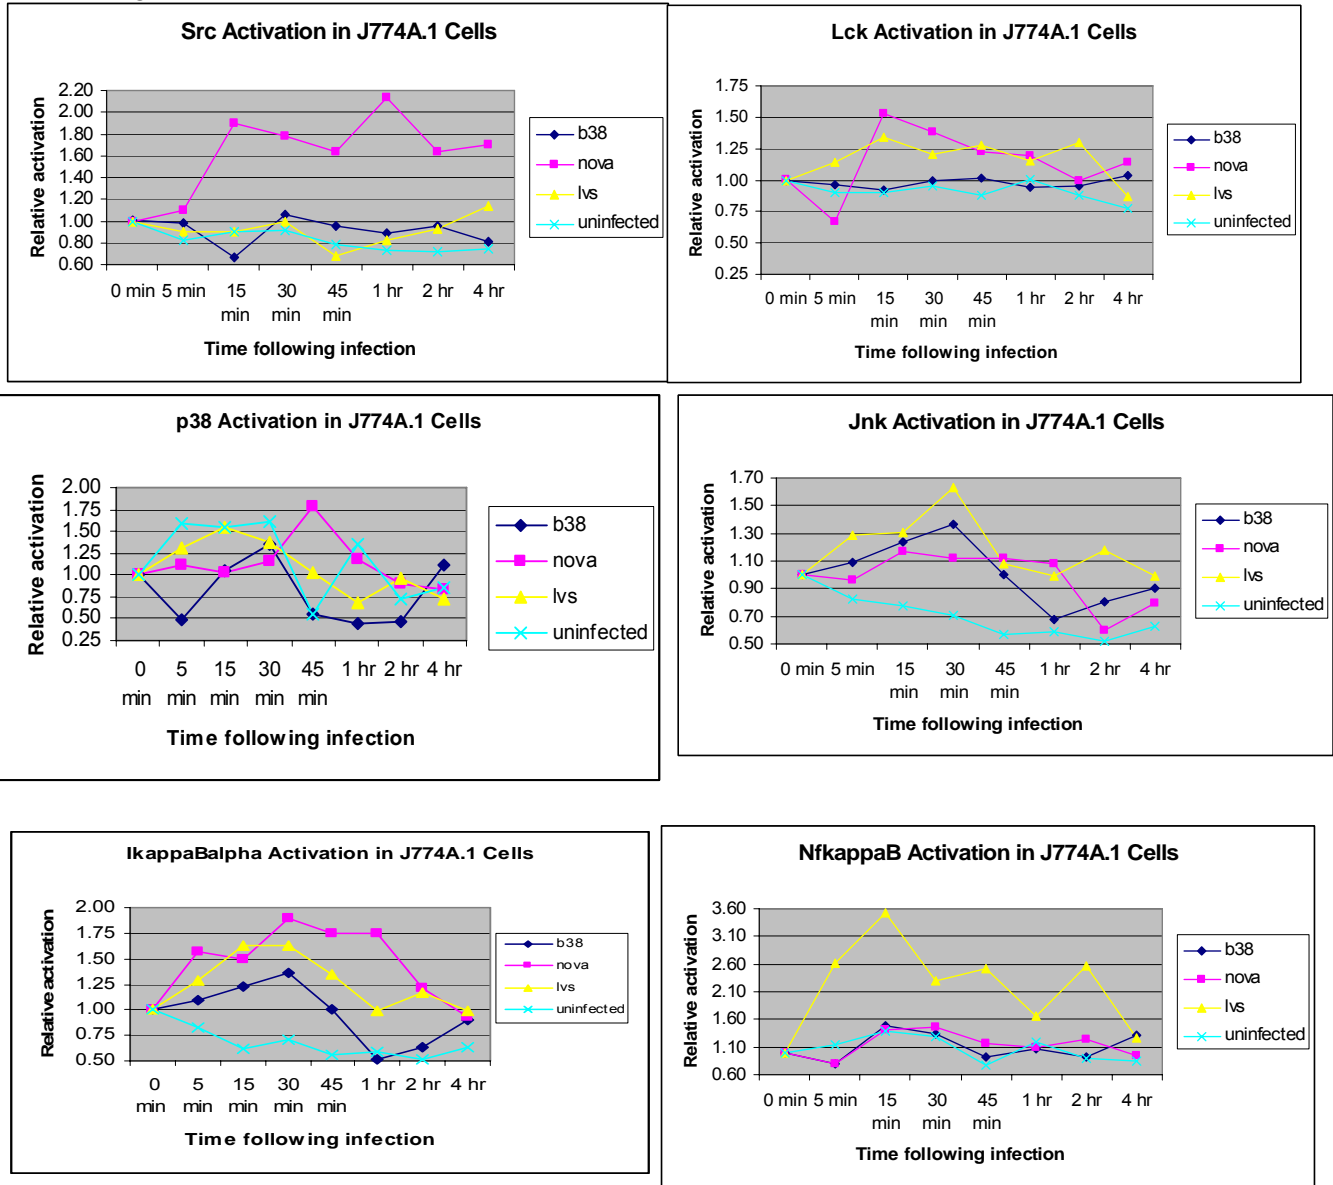 Src Activation in J774A.1 Cells
Relative activation
2.20
2.00
1.80
1.60
1.40
1.20
1.00
0.80
0.60
0 min 5 min 15 min 30 min 45 min 1 hr 2 hr 4 hr
Time following infection
b38
nova
lvs
uninfected
Lck Activation in J774A.1 Cells
Relative activation
1.75
1.50
1.25
1.00
0.75
0.50
0.25
0 min 5 min 15 min 30 min 45 min 1 hr 2 hr 4 hr
Time following infection
b38
nova
lvs
uninfected
p38 Activation in J774A.1 Cells
Relative activation
2.00
1.75
1.50
1.25
1.00
0.75
0.50
0.25
0 min 5 min 15 min 30 min 45 min 1 hr 2 hr 4 hr
Time following infection
b38
nova
lvs
uninfected
Jnk Activation in J774A.1 Cells
Relative activation
1.70
1.50
1.30
1.10
0.90
0.70
0.50
0 min 5 min 15 min 30 min 45 min 1 hr 2 hr 4 hr
Time following infection
b38
nova
lvs
uninfected
IkappaBalpha Activation in J774A.1 Cells
Relative activation
2.00
1.75
1.50
1.25
1.00
0.75
0.50
0 min 5 min 15 min 30 min 45 min 1 hr 2 hr 4 hr
Time following infection
b38
nova
lvs
uninfected
NfkappaB Activation in J774A.1 Cells
Relative activation
3.60
3.10
2.60
2.10
1.60
1.10
0.60
0 min 5 min 15 min 30 min 45 min 1 hr 2 hr 4 hr
Time following infection
b38
nova
lvs
uninfected